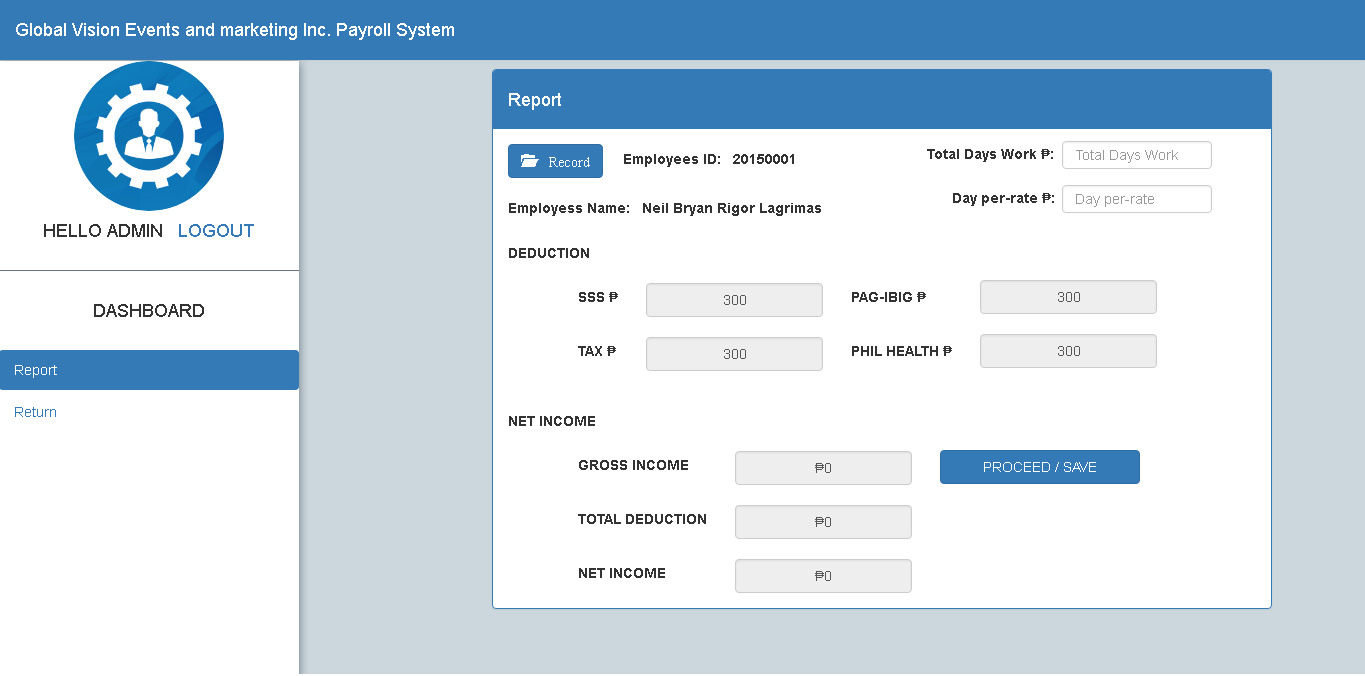 Global Vision Events and marketing Inc. Payroll System
HELLO ADMIN LOGOUT
DASHBOARD
Report
Return
Report
Record Employees ID: 20150001
Total Days Work ₱: Total Days Work
Day per-rate ₱: Day per-rate
Employess Name: Neil Bryan Rigor Lagrimas
DEDUCTION
SSS ₱ 300 PAG-IBIG ₱ 300
TAX ₱ 300 PHIL HEALTH ₱ 300
NET INCOME
GROSS INCOME ₱0 PROCEED / SAVE
TOTAL DEDUCTION ₱0
NET INCOME ₱0